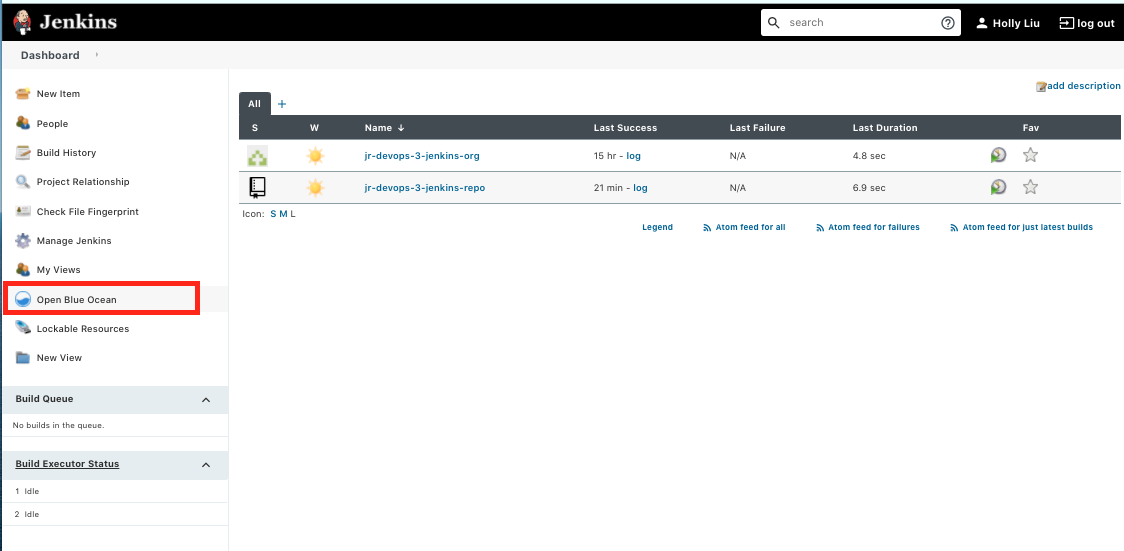 Jenkins
search
Holly Liu
log out
Dashboard
New Item
People
Build History
Project Relationship
Check File Fingerprint
Manage Jenkins
My Views
Open Blue Ocean
Lockable Resources
New View
Build Queue
No builds in the queue.
Build Executor Status
1 Idle
2 Idle
add description
All +
S W Name ↓ Last Success Last Failure Last Duration Fav
jr-devops-3-jenkins-org 15 hr - log N/A 4.8 sec
jr-devops-3-jenkins-repo 21 min - log N/A 6.9 sec
Icon: S M L
Legend Atom feed for all Atom feed for failures Atom feed for just latest builds